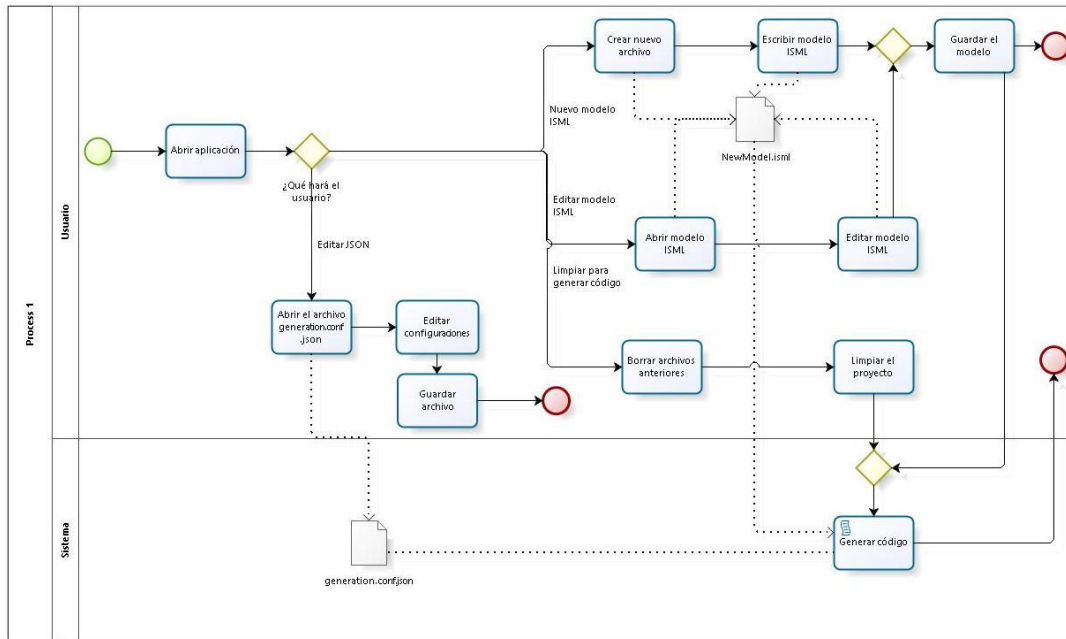 Process 1
Usuario
Sistema
Abrir aplicación
¿Qué hará el
usuario?
Nuevo modelo
ISML
Editar modelo
ISML
Limpiar para
generar código
Editar JSON
Crear nuevo
archivo
Escribir modelo
ISML
Guardar el
modelo
NewModel.isml
Abrir modelo
ISML
Editar modelo
ISML
Abrir el archivo
generation.conf
.json
Editar
configuraciones
Guardar
archivo
Borrar archivos
anteriores
Limpiar el
proyecto
generation.conf.json
Generar código